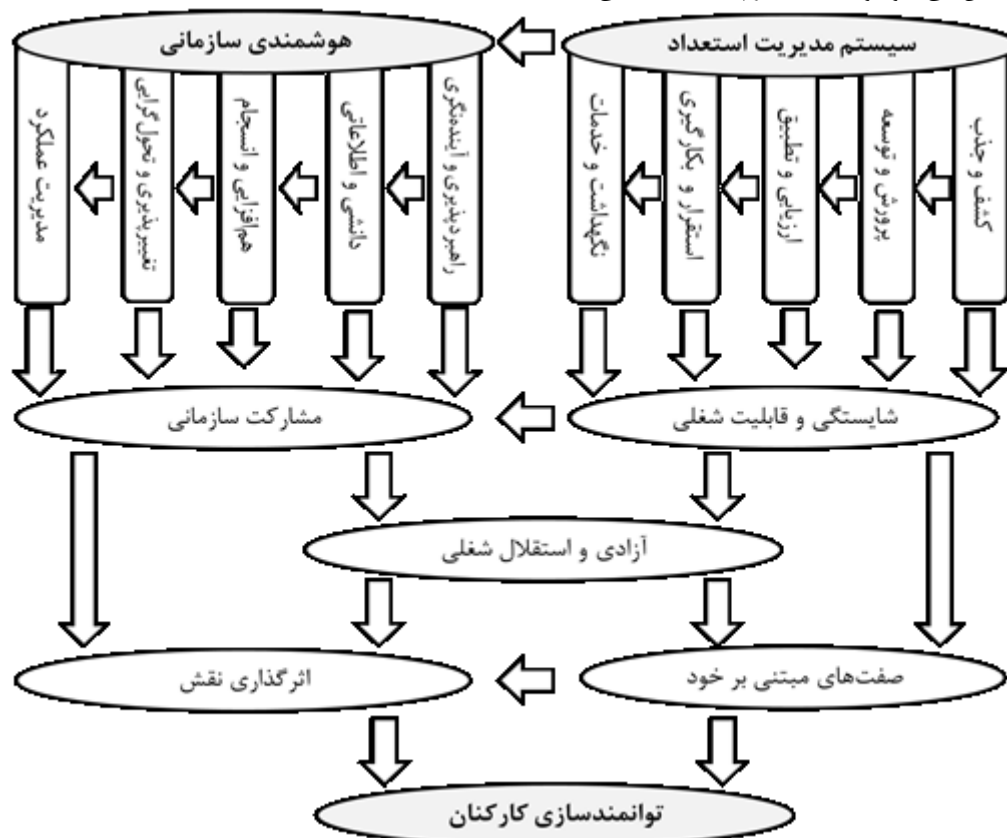 سیستم مدیریت استعداد
هوشمندی سازمانی
کشف و جذب
پرورش و توسعه
ارزیابی و تطبیق
استقرار و بکارگیری
نگهداشت و خدمات
راهبردپذیری و آینده‌نگری
دانشی و اطلاعاتی
هم‌افزایی و انسجام
تغییرپذیری و تحول‌گرایی
مدیریت عملکرد
شایستگی و قابلیت شغلی
مشارکت سازمانی
آزادی و استقلال شغلی
صفت‌های مبتنی بر خود
اثرگذاری نقش
توانمندسازی کارکنان